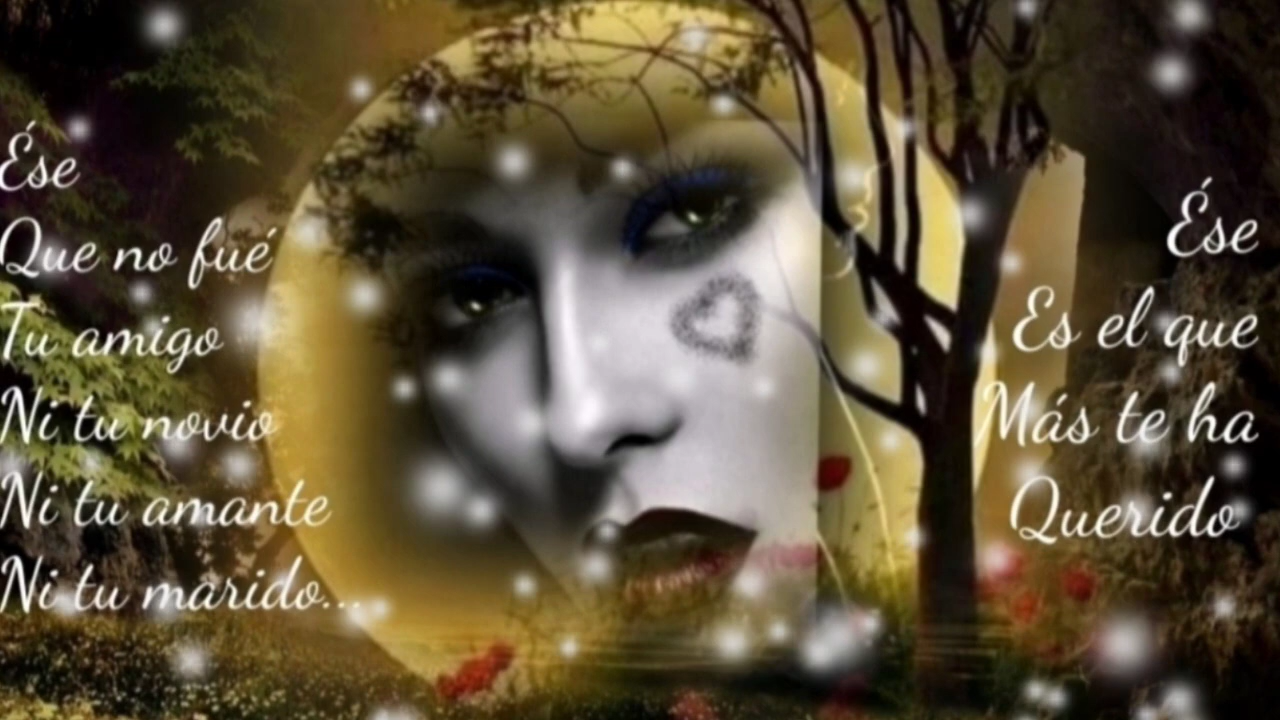 Ése
Que no fué
Tu amigo
Ni tu novio
Ni tu amante
Ni tu marido...
Ése
Es el que
Más te ha
Querido